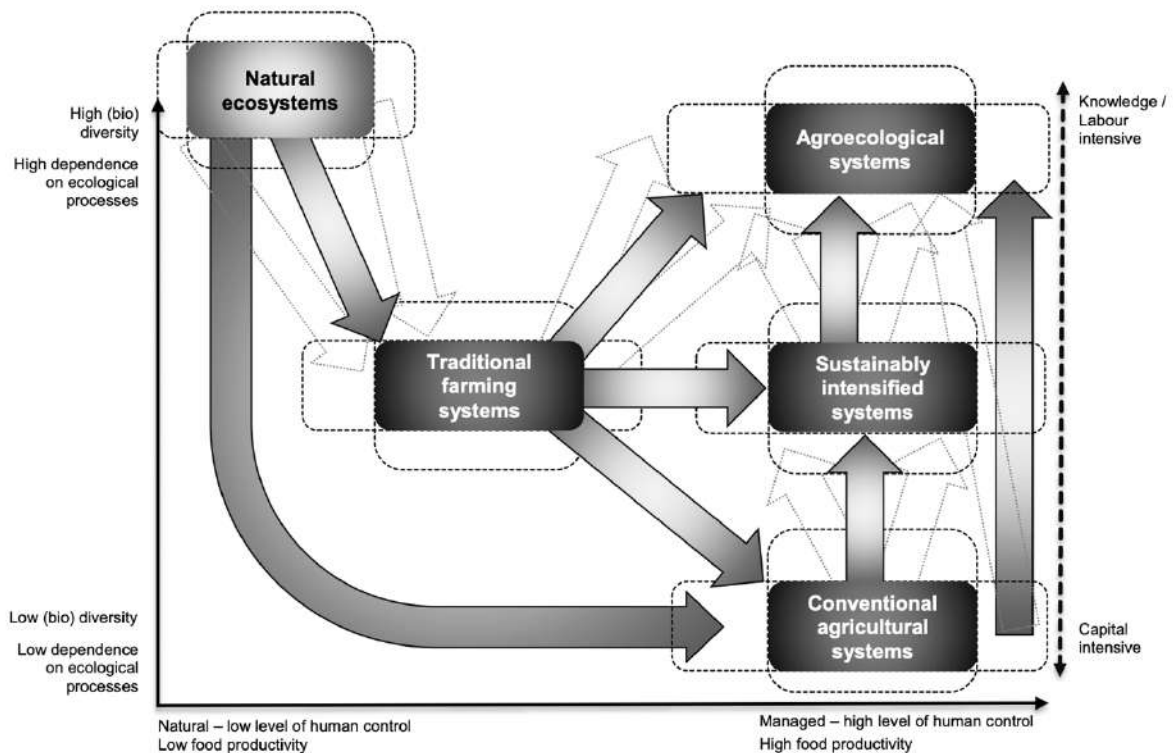 Natural
ecosystems
High (bio)
diversity
High dependence
on ecological
processes
Agroecological
systems
Knowledge /
Labour
intensive
Traditional
farming
systems
Sustainably
intensified
systems
Conventional
agricultural
systems
Low (bio) diversity
Low dependence
on ecological
processes
Capital
intensive
Natural – low level of human control
Low food productivity
Managed – high level of human control
High food productivity